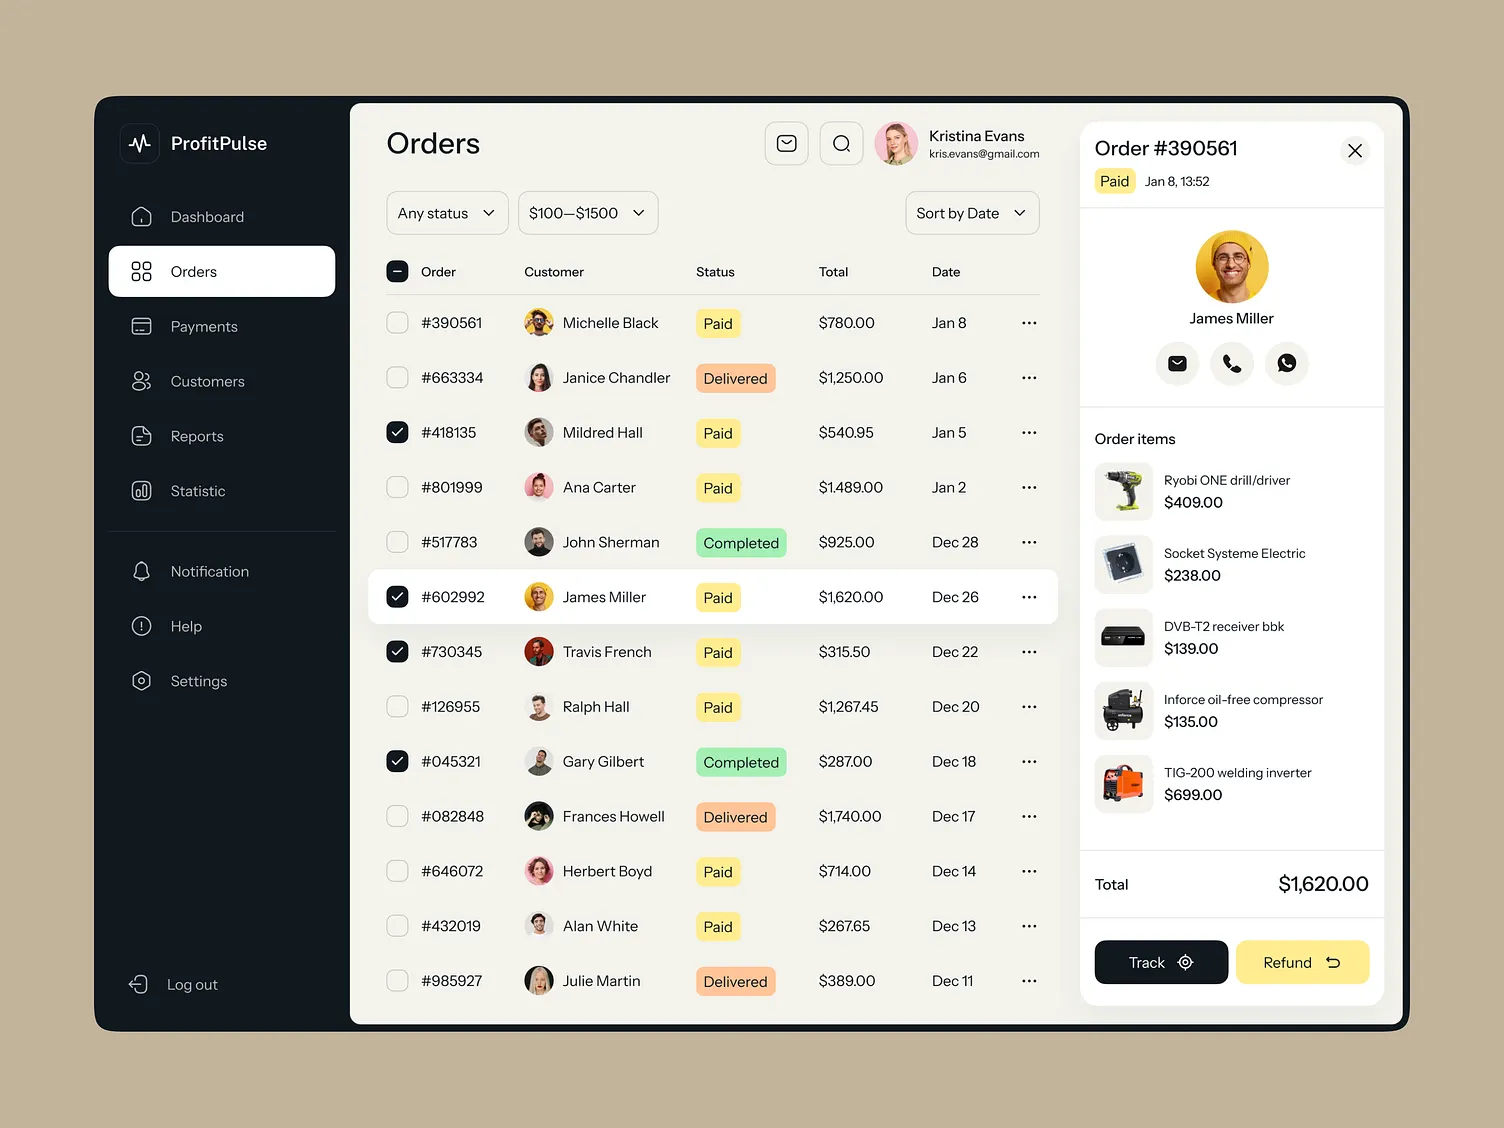 ProfitPulse
Dashboard
Orders
Payments
Customers
Reports
Statistic
Notification
Help
Settings
Log out
Orders
Kristina Evans
kris.evans@gmail.com
Any status
$100—$1500
Sort by Date
Order Customer Status Total Date
#390561 Michelle Black Paid $780.00 Jan 8
#663334 Janice Chandler Delivered $1,250.00 Jan 6
#418135 Mildred Hall Paid $540.95 Jan 5
#801999 Ana Carter Paid $1.489.00 Jan 2
#517783 John Sherman Completed $925.00 Dec 28
#602992 James Miller Paid $1,620.00 Dec 26
#730345 Travis French Paid $315.50 Dec 22
#126955 Ralph Hall Paid $1,267.45 Dec 20
#045321 Gary Gilbert Completed $287.00 Dec 18
#082848 Frances Howell Delivered $1,740.00 Dec 17
#646072 Herbert Boyd Paid $714.00 Dec 14
#432019 Alan White Paid $267.65 Dec 13
#985927 Julie Martin Delivered $389.00 Dec 11
Order #390561
Paid Jan 8, 13:52
James Miller
Order items
Ryobi ONE drill/driver
$409.00
Socket Systeme Electric
$238.00
DVB-T2 receiver bbk
$139.00
Inforce oil-free compressor
$135.00
TIG-200 welding inverter
$699.00
Total $1,620.00
Track
Refund